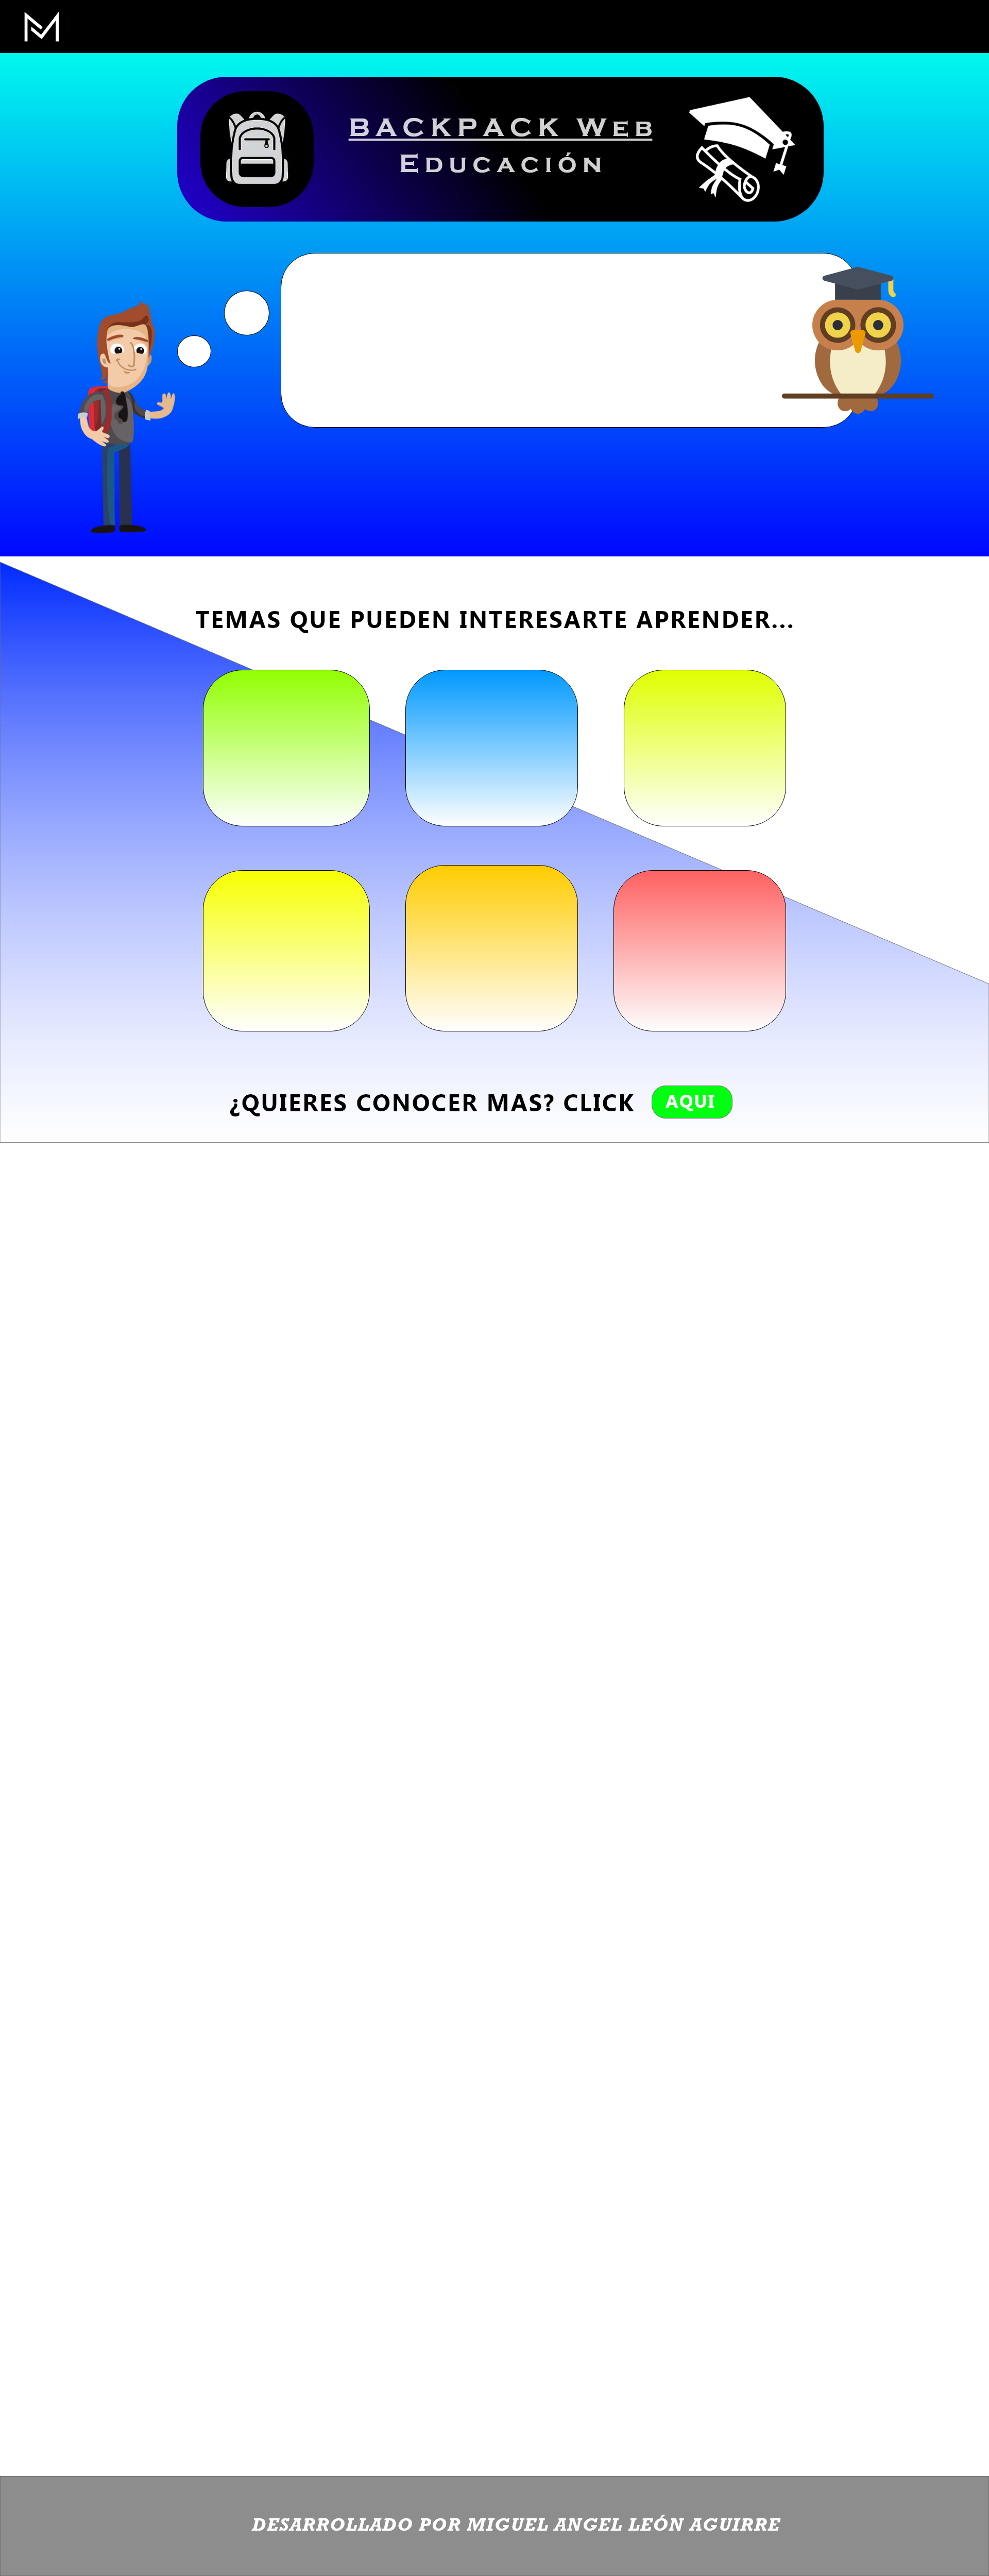 BACKPACK WEB
EDUCACIÓN
TEMAS QUE PUEDEN INTERESARTE APRENDER...
¿QUIERES CONOCER MAS? CLICK AQUI
DESARROLLADO POR MIGUEL ANGEL LEÓN AGUIRRE